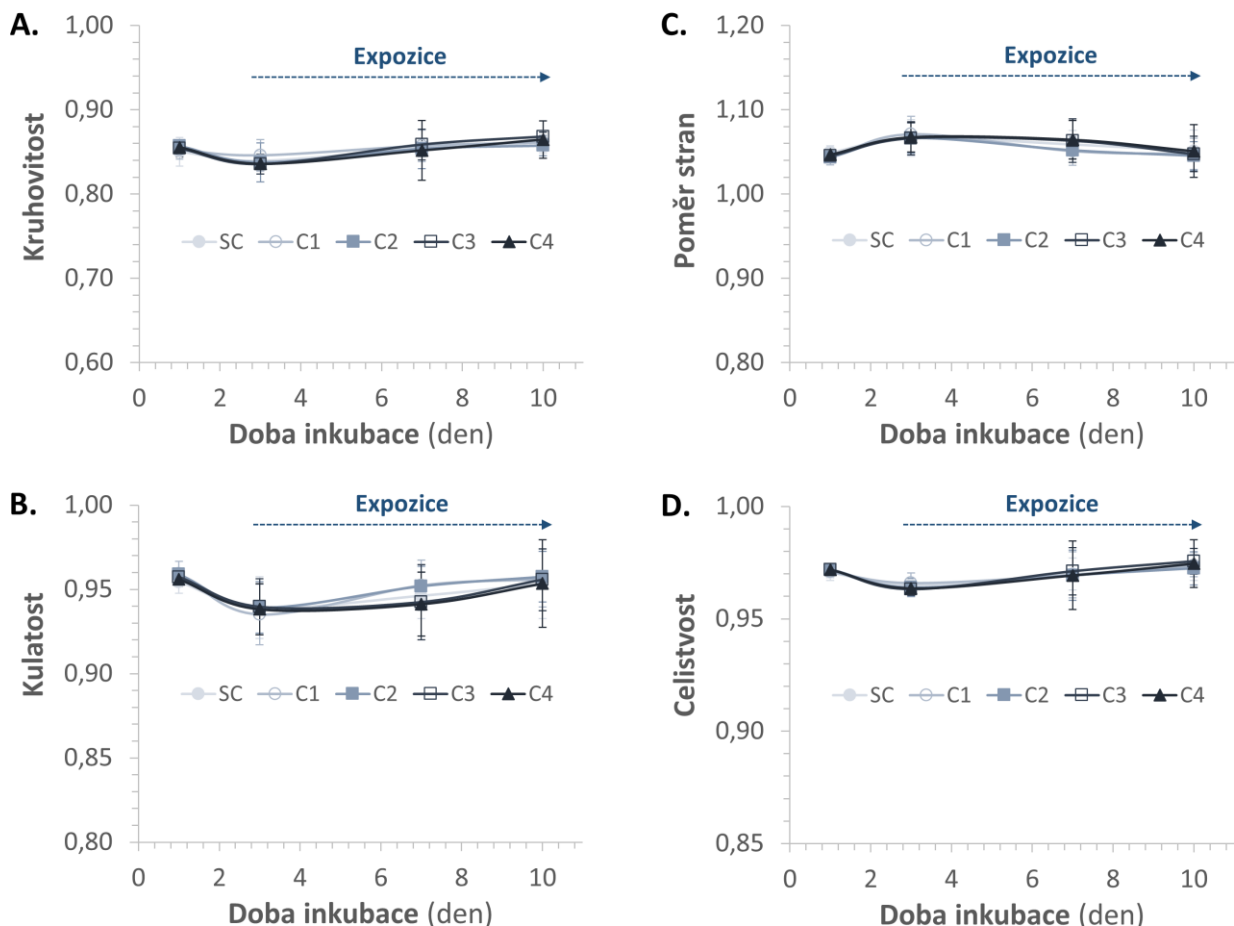 A.
Expozice
1,00
0,90
0,80
0,70
0,60
Kruhovitost
SC C1 C2 C3 C4
0 2 4 6 8 10
Doba inkubace (den)
C.
Expozice
1,20
1,10
1,00
0,90
0,80
Poměr stran
SC C1 C2 C3 C4
0 2 4 6 8 10
Doba inkubace (den)
B.
Expozice
1,00
0,95
0,90
0,85
0,80
Kulatost
SC C1 C2 C3 C4
0 2 4 6 8 10
Doba inkubace (den)
D.
Expozice
1,00
0,95
0,90
0,85
Celistvost
SC C1 C2 C3 C4
0 2 4 6 8 10
Doba inkubace (den)